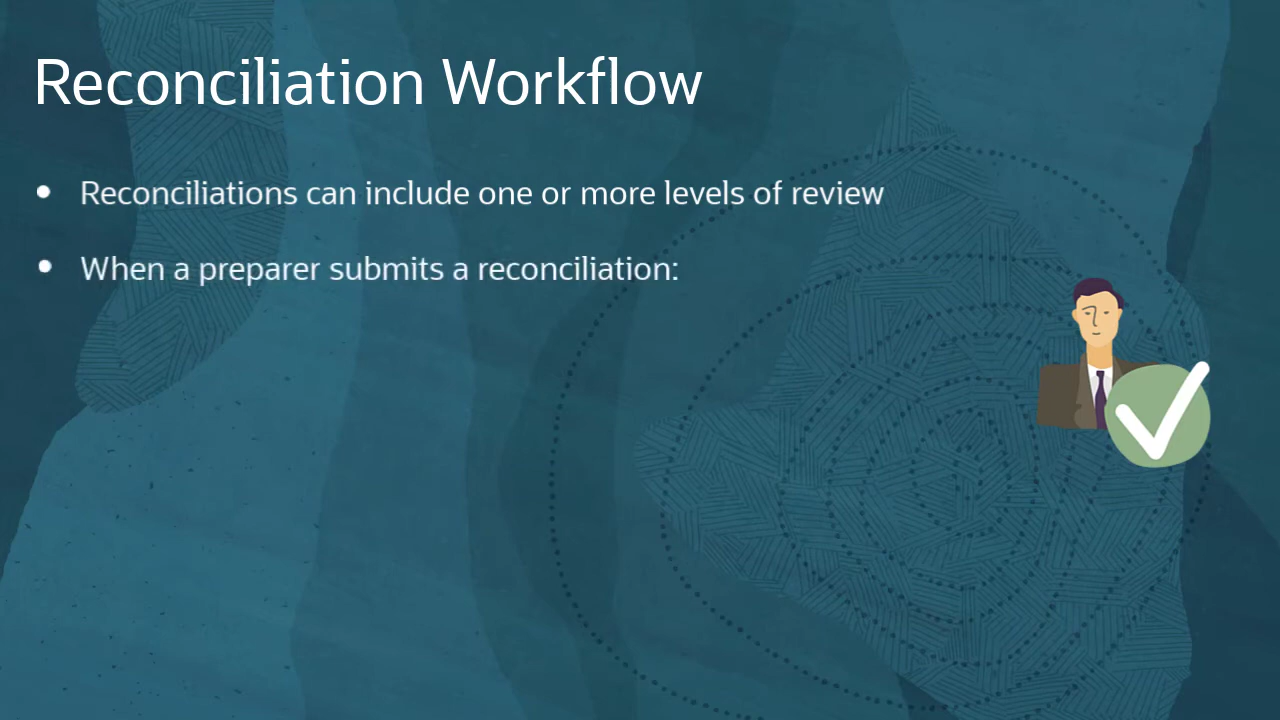 Reconciliation Workflow
• Reconciliations can include one or more levels of review
• When a preparer submits a reconciliation: